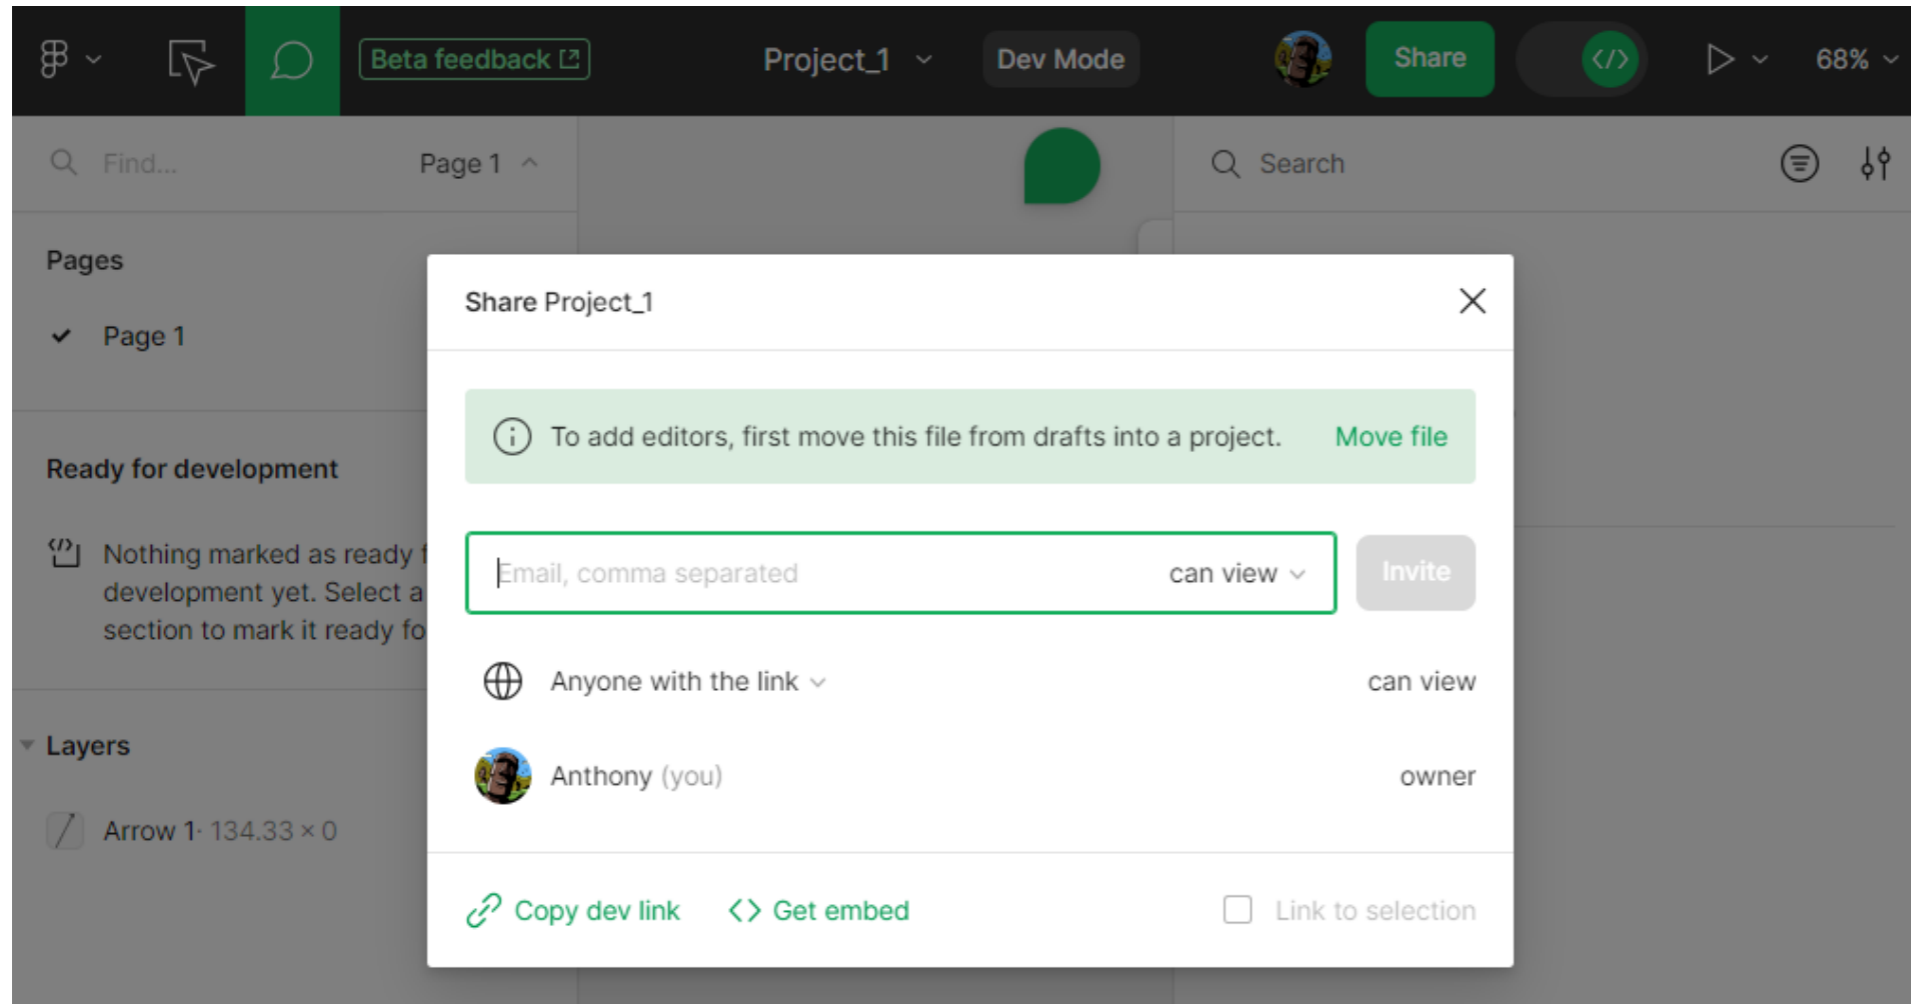 Beta feedback
Project_1
Dev Mode
Share
68%
Find...
Page 1
Search
Pages
Page 1
Ready for development
Nothing marked as ready
development yet. Select a
section to mark it ready fo
Layers
Arrow 1· 134.33 × 0
Share Project_1
To add editors, first move this file from drafts into a project. Move file
Email, comma separated can view
Invite
Anyone with the link can view
Anthony (you) owner
Copy dev link
Get embed
Link to selection